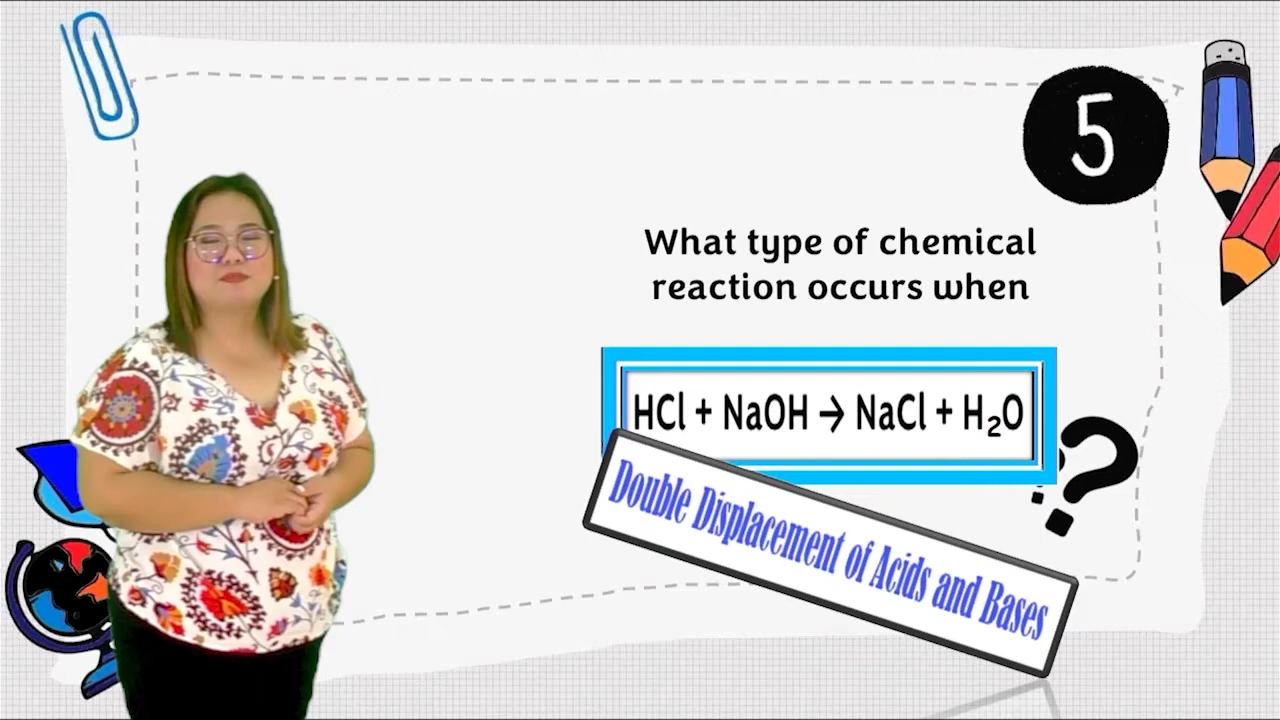 5
What type of chemical
reaction occurs when
HCl + NaOH → NaCl + H₂O
?
Double Displacement of Acids and Bases